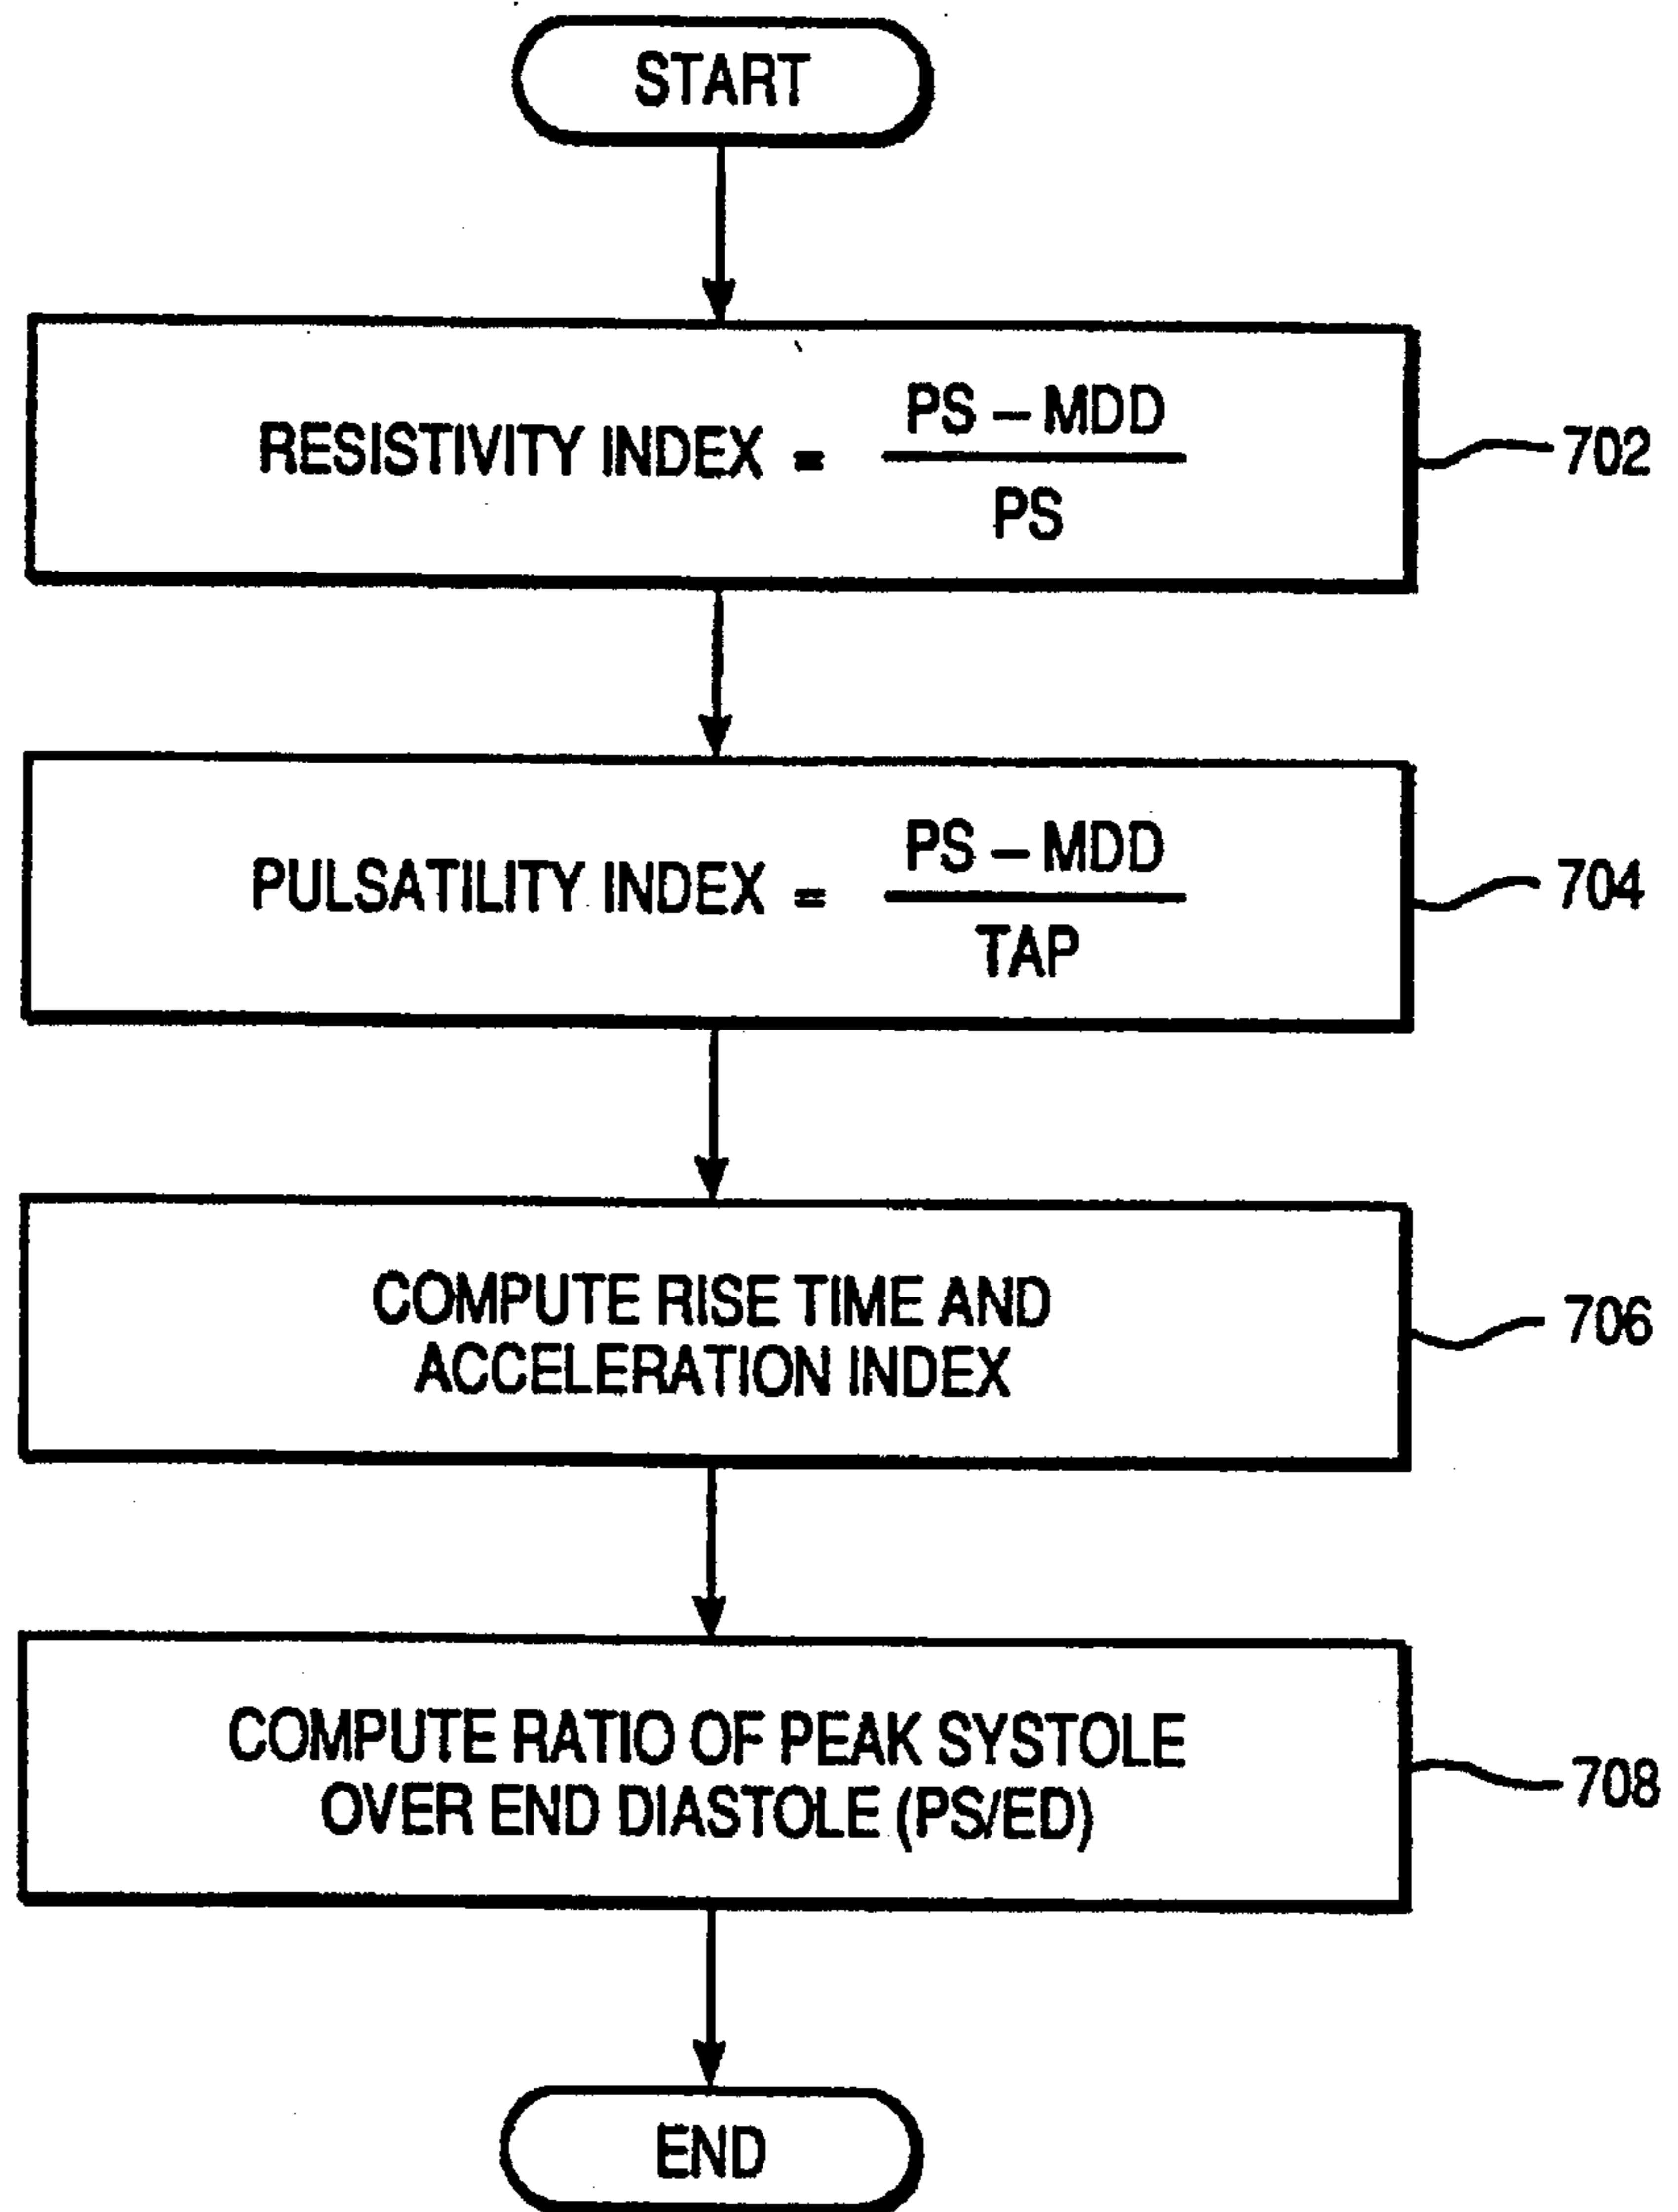 START
RESISTIVITY INDEX = PS – MDD
PS
702
PULSATILITY INDEX = PS – MDD
TAP
704
COMPUTE RISE TIME AND
ACCELERATION INDEX
706
COMPUTE RATIO OF PEAK SYSTOLE
OVER END DIASTOLE (PS/ED)
708
END